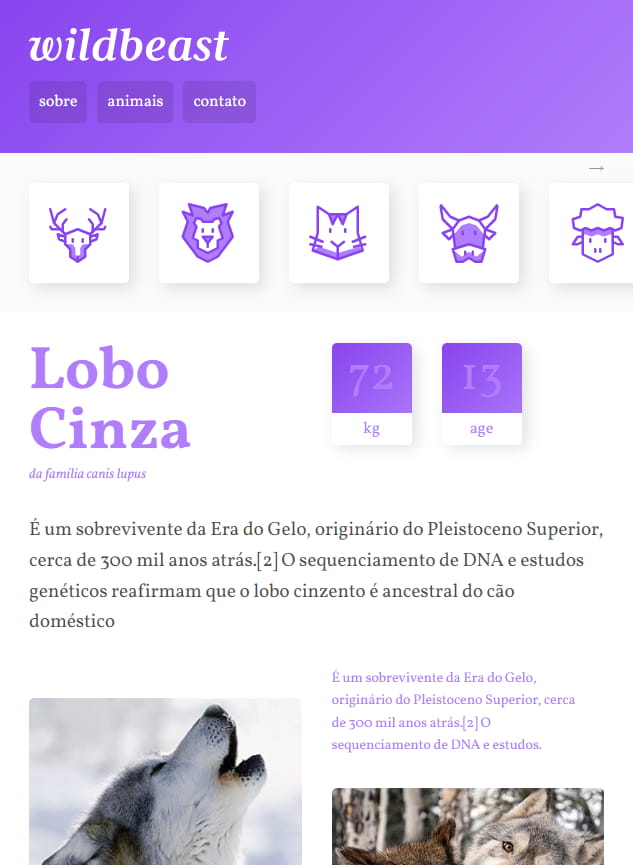 wildbeast
sobre animais contato
→
Lobo
Cinza
da família canis lupus
72
kg
13
age
É um sobrevivente da Era do Gelo, originário do Pleistoceno Superior,
cerca de 300 mil anos atrás.[2] O sequenciamento de DNA e estudos
genéticos reafirmam que o lobo cinzento é ancestral do cão
doméstico
É um sobrevivente da Era do Gelo,
originário do Pleistoceno Superior, cerca
de 300 mil anos atrás.[2] O
sequenciamento de DNA e estudos.